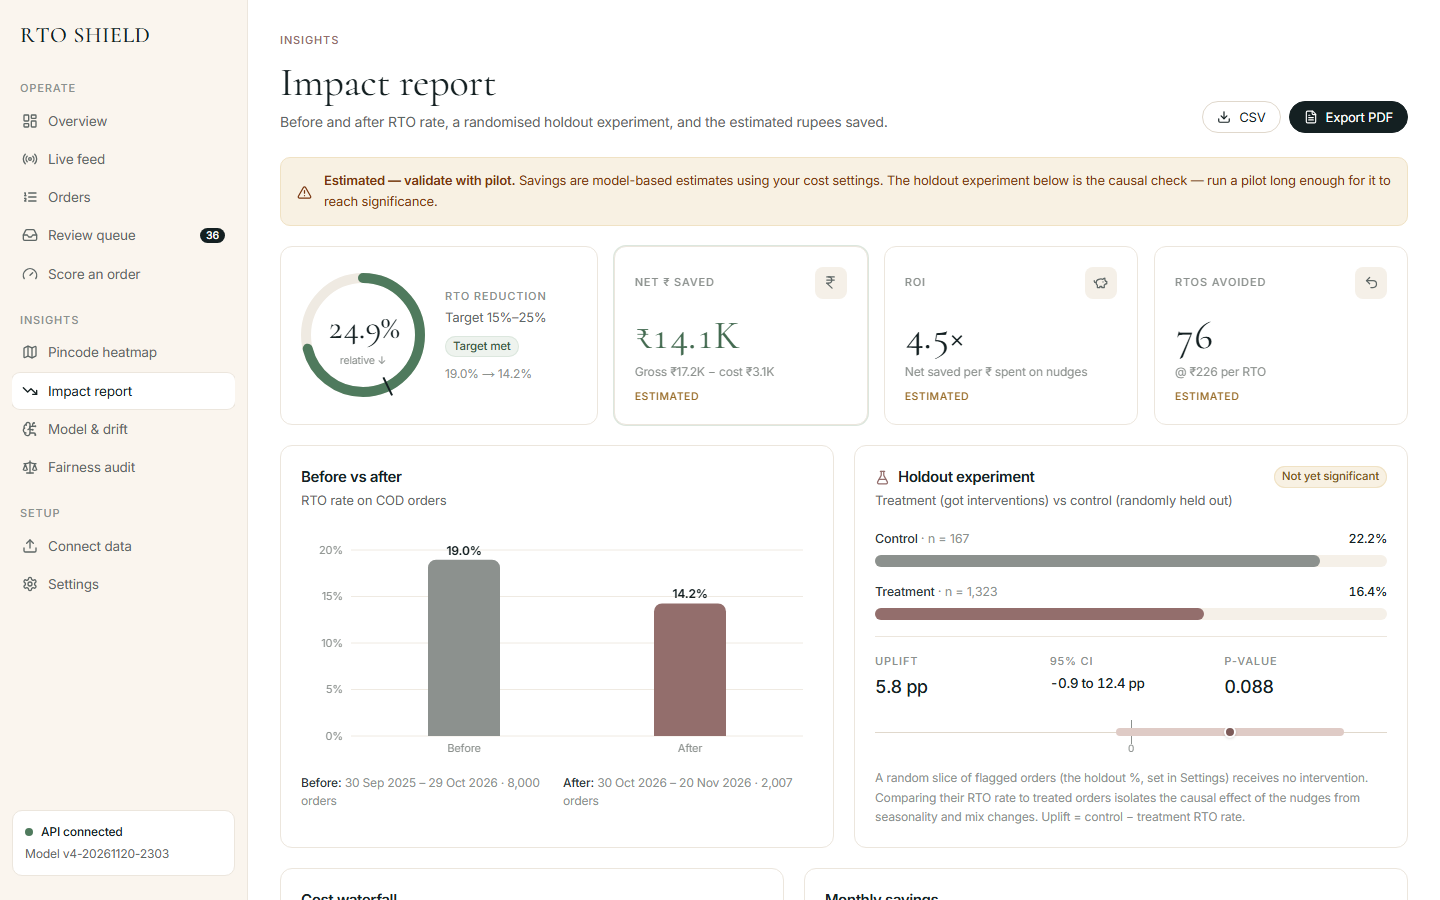 RTO SHIELD
OPERATE
Overview
Live feed
Orders
Review queue
36
Score an order
INSIGHTS
Pincode heatmap
Impact report
Model & drift
Fairness audit
SETUP
Connect data
Settings
API connected
Model v4-20261120-2303
INSIGHTS
Impact report
Before and after RTO rate, a randomised holdout experiment, and the estimated rupees saved.
CSV
Export PDF
Estimated — validate with pilot. Savings are model-based estimates using your cost settings. The holdout experiment below is the causal check — run a pilot long enough for it to
reach significance.
24.9%
relative ↓
RTO REDUCTION
Target 15%–25%
Target met
19.0% → 14.2%
NET ₹ SAVED
₹
₹14.1K
Gross ₹17.2K − cost ₹3.1K
ESTIMATED
ROI
4.5×
Net saved per ₹ spent on nudges
ESTIMATED
RTOS AVOIDED
76
@ ₹226 per RTO
ESTIMATED
Before vs after
RTO rate on COD orders
20%
15%
10%
5%
0%
19.0%
14.2%
Before
After
Before: 30 Sep 2025 – 29 Oct 2026 · 8,000
orders
After: 30 Oct 2026 – 20 Nov 2026 · 2,007
orders
Holdout experiment
Not yet significant
Treatment (got interventions) vs control (randomly held out)
Control · n = 167
22.2%
Treatment · n = 1,323
16.4%
UPLIFT
5.8 pp
95% CI
-0.9 to 12.4 pp
P-VALUE
0.088
0
A random slice of flagged orders (the holdout %, set in Settings) receives no intervention.
Comparing their RTO rate to treated orders isolates the causal effect of the nudges from
seasonality and mix changes. Uplift = control − treatment RTO rate.
Cost waterfall
Monthly savings